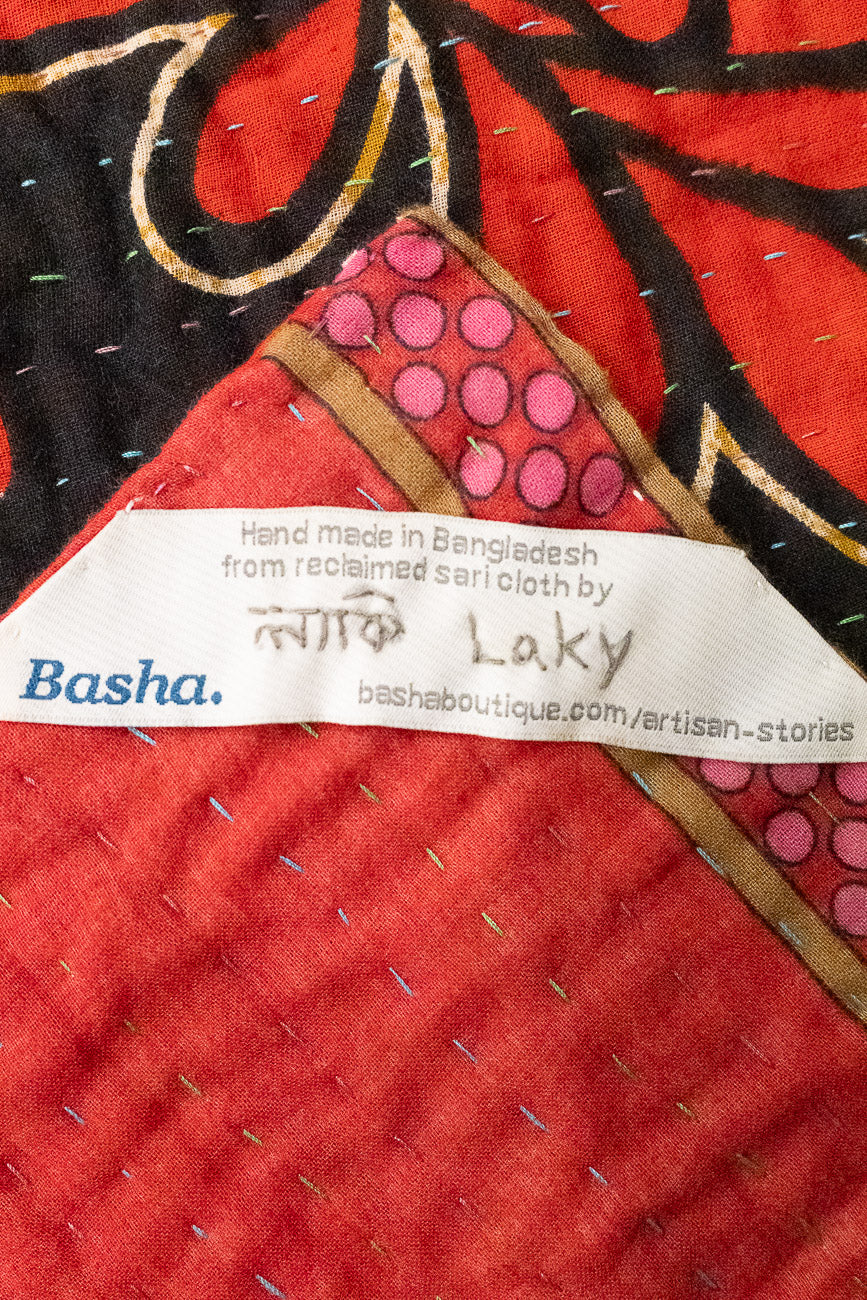 Hand made in Bangladesh
from reclaimed sari cloth by
লাকি Laky
Basha.
bashaboutique.com/artisan-stories